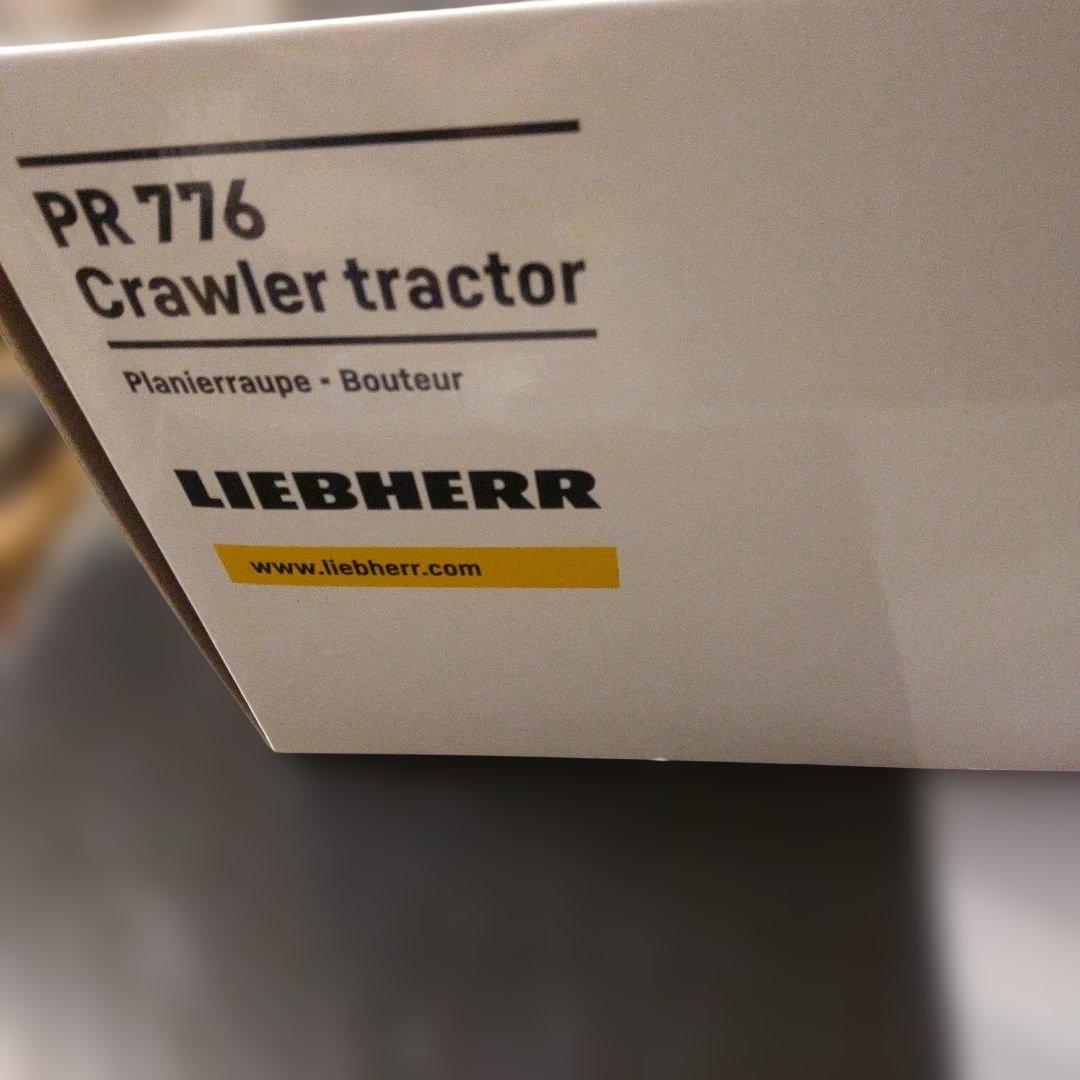 PR 776
Crawler tractor
Planierraupe - Bouteur
LIEBHERR
www.liebherr.com